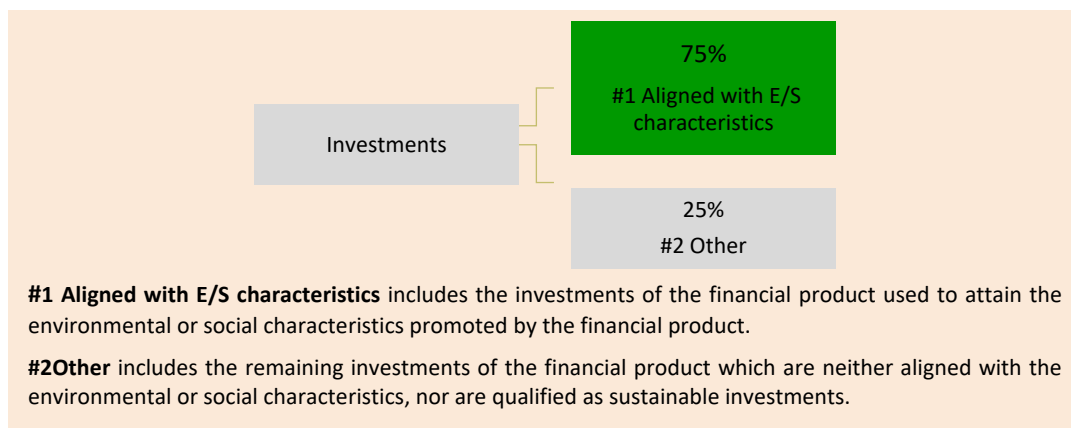 75%
#1 Aligned with E/S
characteristics
Investments
25%
#2 Other
#1 Aligned with E/S characteristics includes the investments of the financial product used to attain the
environmental or social characteristics promoted by the financial product.
#2Other includes the remaining investments of the financial product which are neither aligned with the
environmental or social characteristics, nor are qualified as sustainable investments.